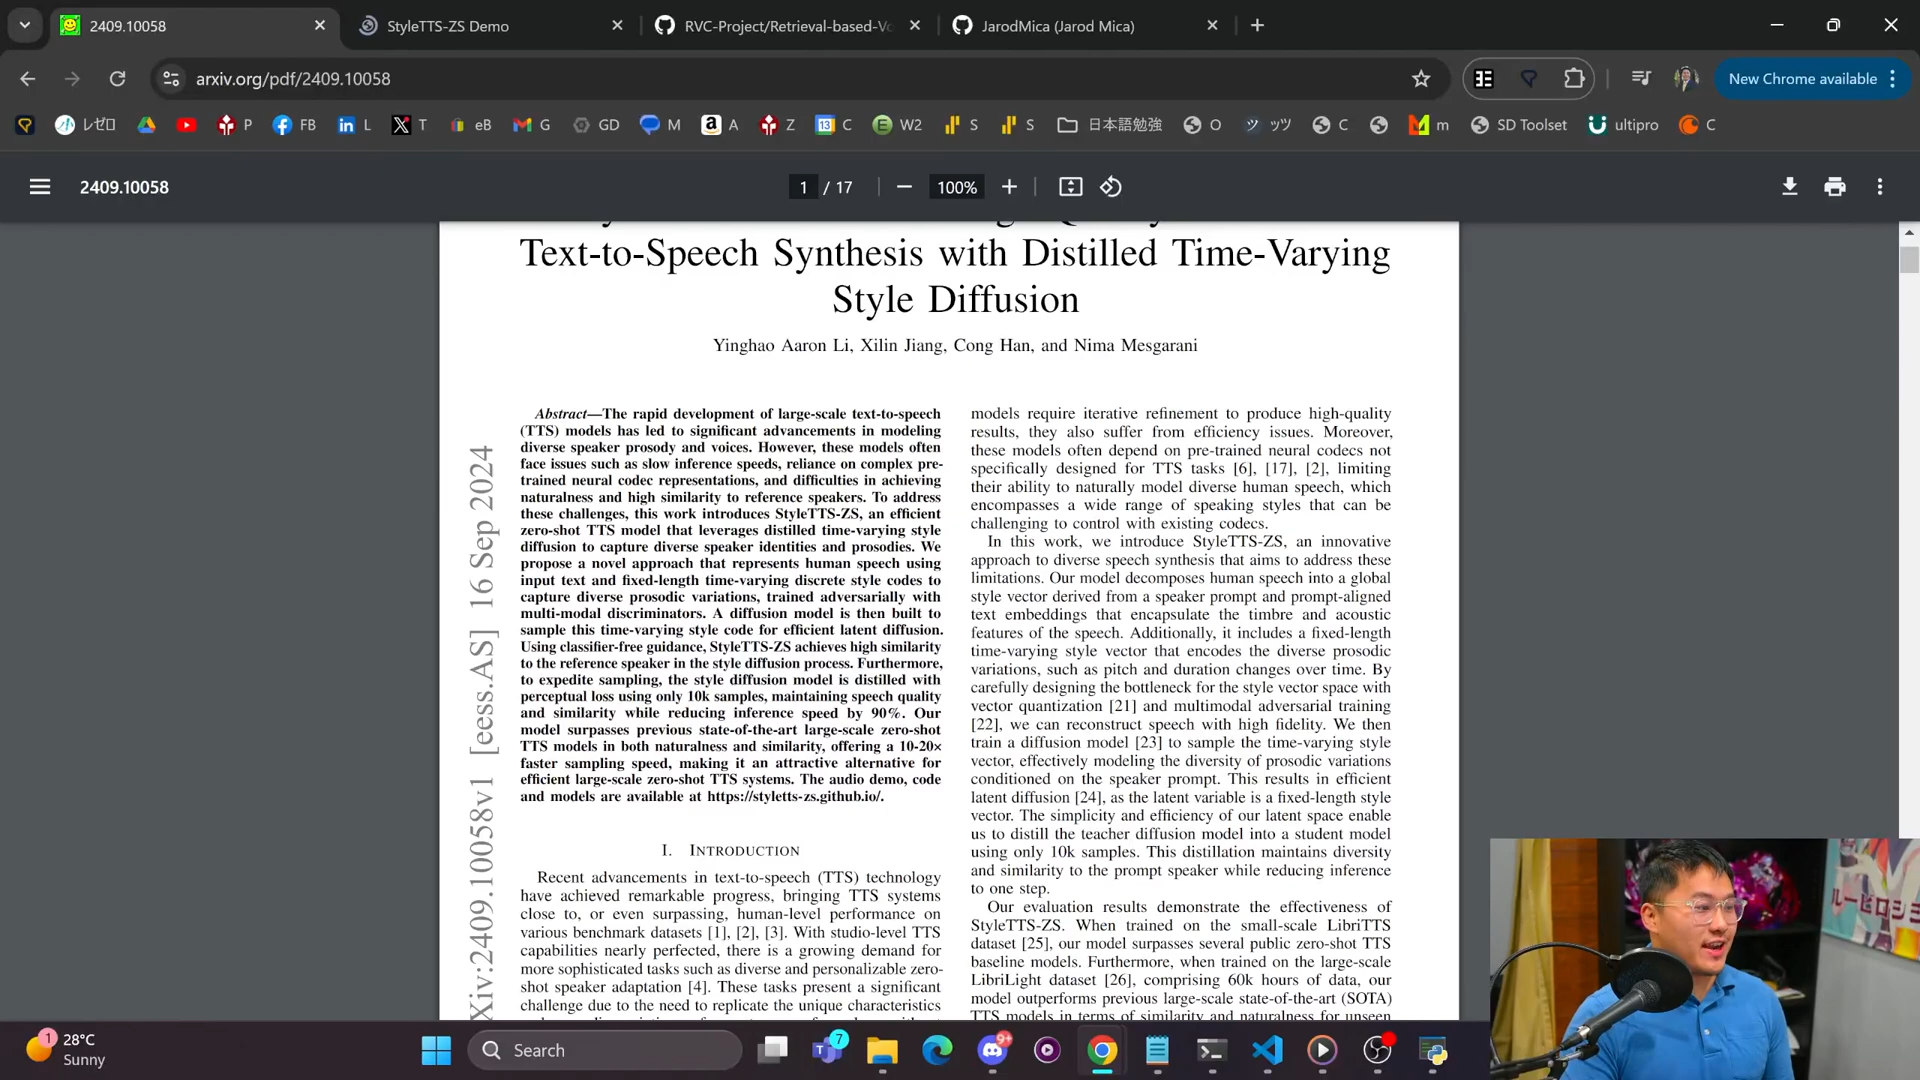 2409.10058
StyleTTS-ZS Demo
RVC-Project/Retrieval-based-Vo
JarodMica (Jarod Mica)
arxiv.org/pdf/2409.10058
New Chrome available
レゼロ
P
FB
L
T
eB
G
GD
M
A
Z
C
W2
S
S
日本語勉強
O
ッツ
C
m
SD Toolset
ultipro
C
2409.10058
1 / 17
100%
Text-to-Speech Synthesis with Distilled Time-Varying
Style Diffusion
Yinghao Aaron Li, Xilin Jiang, Cong Han, and Nima Mesgarani
Xiv:2409.10058v1 [eess.AS] 16 Sep 2024
Abstract—The rapid development of large-scale text-to-speech
(TTS) models has led to significant advancements in modeling
diverse speaker prosody and voices. However, these models often
face issues such as slow inference speeds, reliance on complex pre-
trained neural codec representations, and difficulties in achieving
naturalness and high similarity to reference speakers. To address
these challenges, this work introduces StyleTTS-ZS, an efficient
zero-shot TTS model that leverages distilled time-varying style
diffusion to capture diverse speaker identities and prosodies. We
propose a novel approach that represents human speech using
input text and fixed-length time-varying discrete style codes to
capture diverse prosodic variations, trained adversarially with
multi-modal discriminators. A diffusion model is then built to
sample this time-varying style code for efficient latent diffusion.
Using classifier-free guidance, StyleTTS-ZS achieves high similarity
to the reference speaker in the style diffusion process. Furthermore,
to expedite sampling, the style diffusion model is distilled with
perceptual loss using only 10k samples, maintaining speech quality
and similarity while reducing inference speed by 90%. Our
model surpasses previous state-of-the-art large-scale zero-shot
TTS models in both naturalness and similarity, offering a 10-20×
faster sampling speed, making it an attractive alternative for
efficient large-scale zero-shot TTS systems. The audio demo, code
and models are available at https://styletts-zs.github.io/.
I. INTRODUCTION
Recent advancements in text-to-speech (TTS) technology
have achieved remarkable progress, bringing TTS systems
close to, or even surpassing, human-level performance on
various benchmark datasets [1], [2], [3]. With studio-level TTS
capabilities nearly perfected, there is a growing demand for
more sophisticated tasks such as diverse and personalizable zero-
shot speaker adaptation [4]. These tasks present a significant
challenge due to the need to replicate the unique characteristics
models require iterative refinement to produce high-quality
results, they also suffer from efficiency issues. Moreover,
these models often depend on pre-trained neural codecs not
specifically designed for TTS tasks [6], [17], [2], limiting
their ability to naturally model diverse human speech, which
encompasses a wide range of speaking styles that can be
challenging to control with existing codecs.
In this work, we introduce StyleTTS-ZS, an innovative
approach to diverse speech synthesis that aims to address these
limitations. Our model decomposes human speech into a global
style vector derived from a speaker prompt and prompt-aligned
text embeddings that encapsulate the timbre and acoustic
features of the speech. Additionally, it includes a fixed-length
time-varying style vector that encodes the diverse prosodic
variations, such as pitch and duration changes over time. By
carefully designing the bottleneck for the style vector space with
vector quantization [21] and multimodal adversarial training
[22], we can reconstruct speech with high fidelity. We then
train a diffusion model [23] to sample the time-varying style
vector, effectively modeling the diversity of prosodic variations
conditioned on the speaker prompt. This results in efficient
latent diffusion [24], as the latent variable is a fixed-length style
vector. The simplicity and efficiency of our latent space enable
us to distill the teacher diffusion model into a student model
using only 10k samples. This distillation maintains diversity
and similarity to the prompt speaker while reducing inference
to one step.
Our evaluation results demonstrate the effectiveness of
StyleTTS-ZS. When trained on the small-scale LibriTTS
dataset [25], our model surpasses several public zero-shot TTS
baseline models. Furthermore, when trained on the large-scale
LibriLight dataset [26], comprising 60k hours of data, our
model outperforms previous large-scale state-of-the-art (SOTA)
TTS models in terms of similarity and naturalness for unseen
ルーヒロシ
1
28°C
Sunny
Search
7
9+